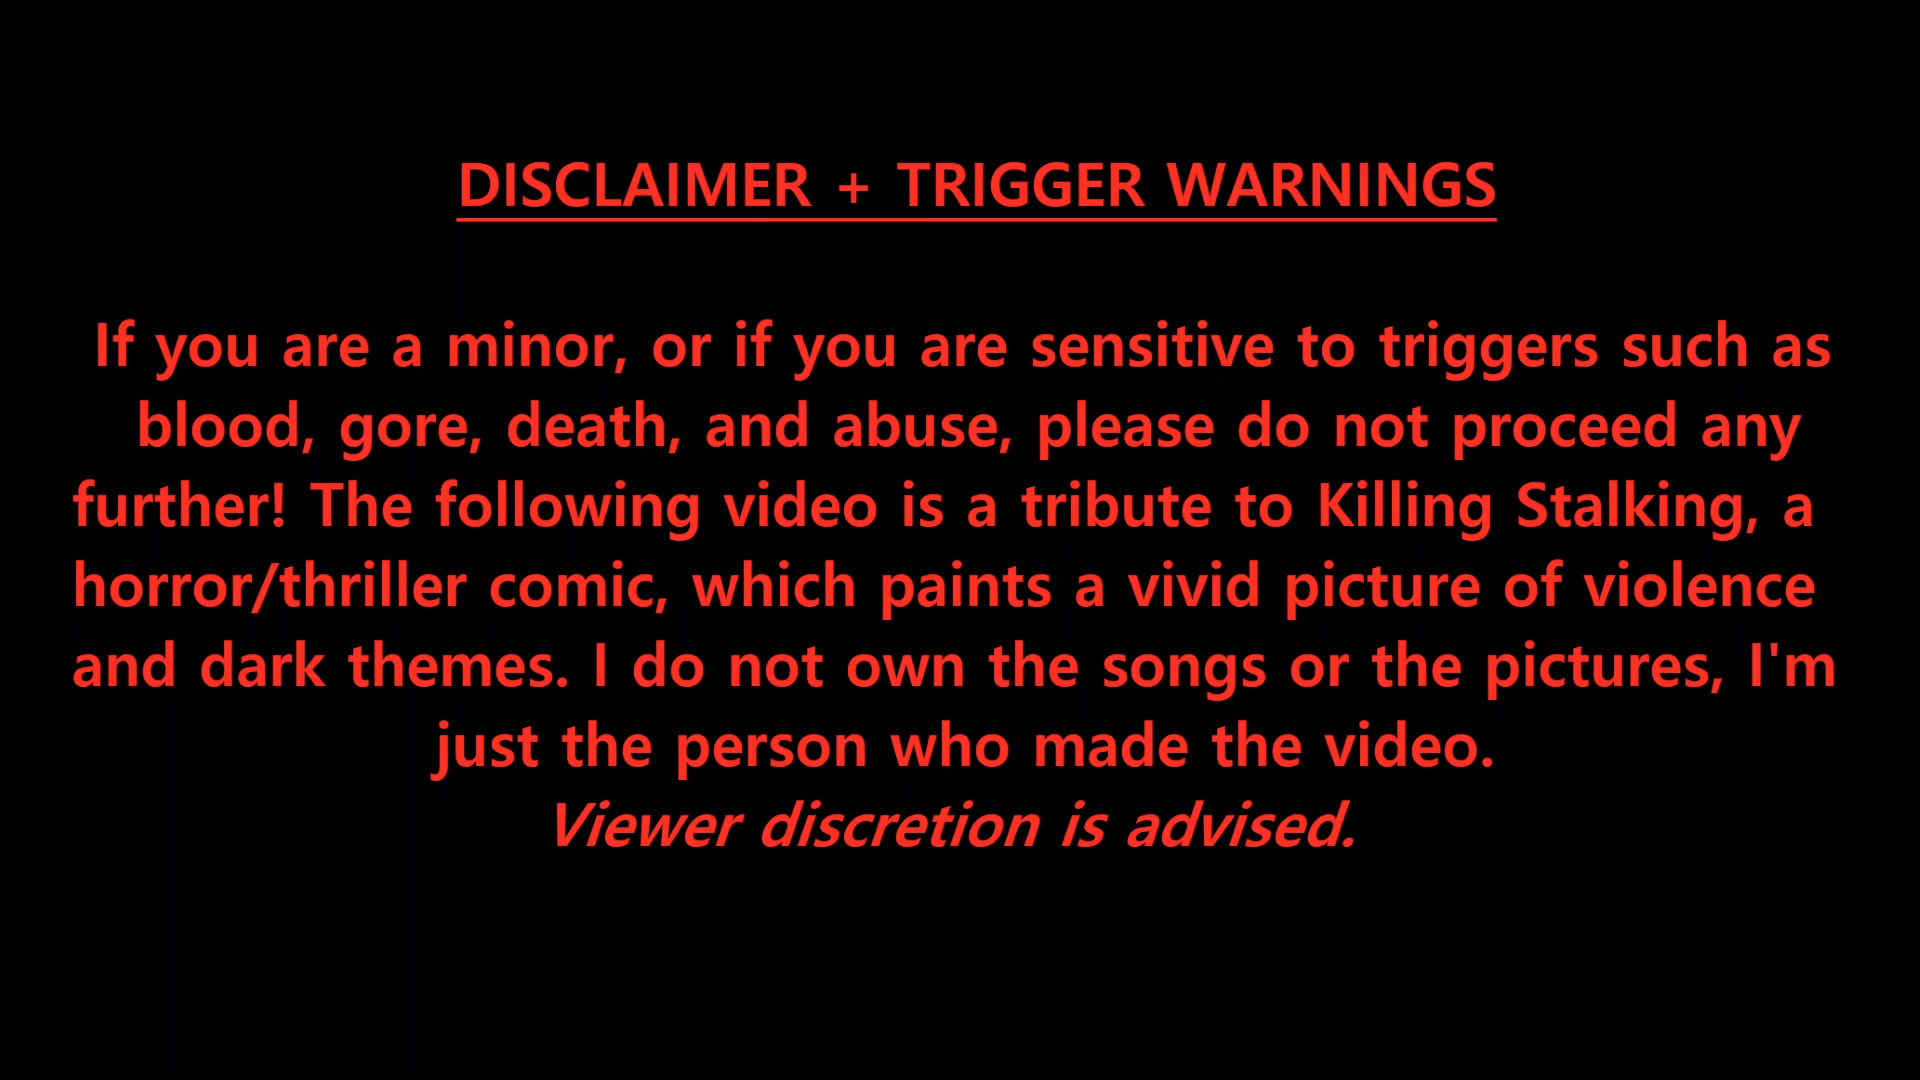 DISCLAIMER + TRIGGER WARNINGS
If you are a minor, or if you are sensitive to triggers such as
blood, gore, death, and abuse, please do not proceed any
further! The following video is a tribute to Killing Stalking, a
horror/thriller comic, which paints a vivid picture of violence
and dark themes. I do not own the songs or the pictures, I'm
just the person who made the video.
Viewer discretion is advised.